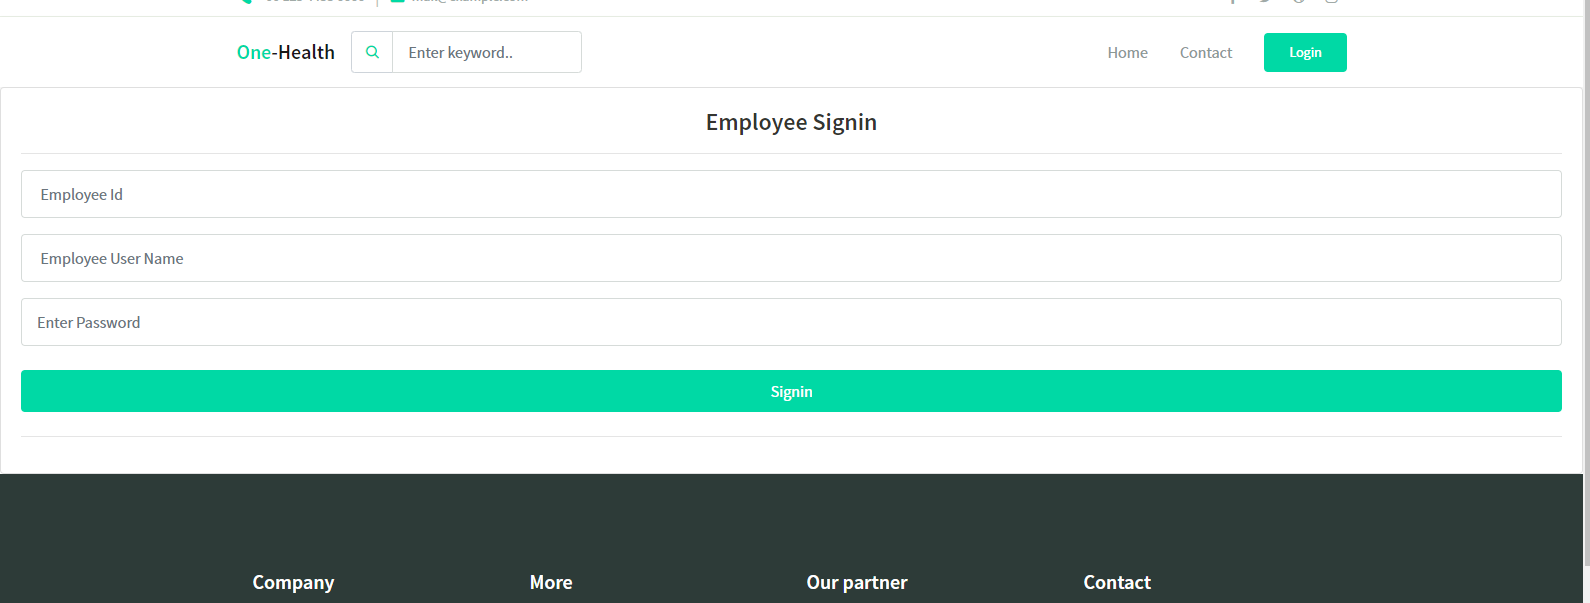 One-Health
Enter keyword..
Home
Contact
Login
Employee Signin
Employee Id
Employee User Name
Enter Password
Signin
Company
More
Our partner
Contact